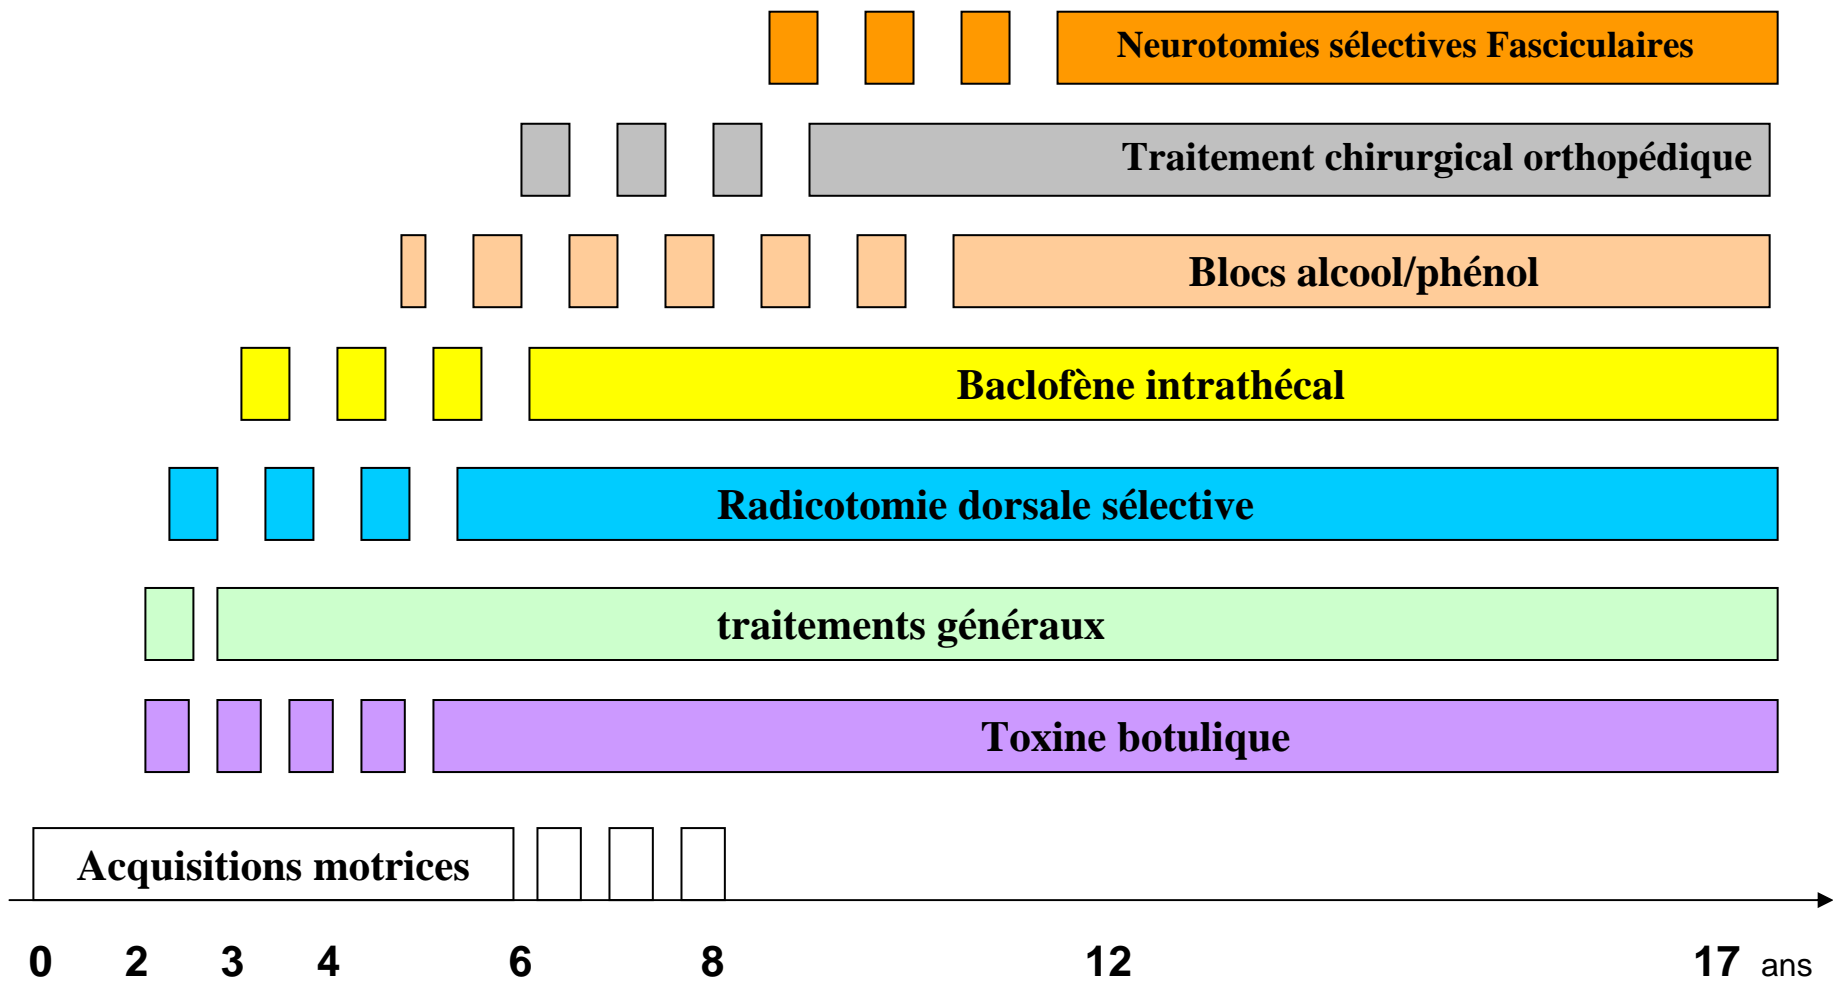 Neurotomies sélectives Fasciculaires
Traitement chirurgical orthopédique
Blocs alcool/phénol
Baclofène intrathécal
Radicotomie dorsale sélective
traitements généraux
Toxine botulique
Acquisitions motrices
0 2 3 4 6 8 12 17 ans